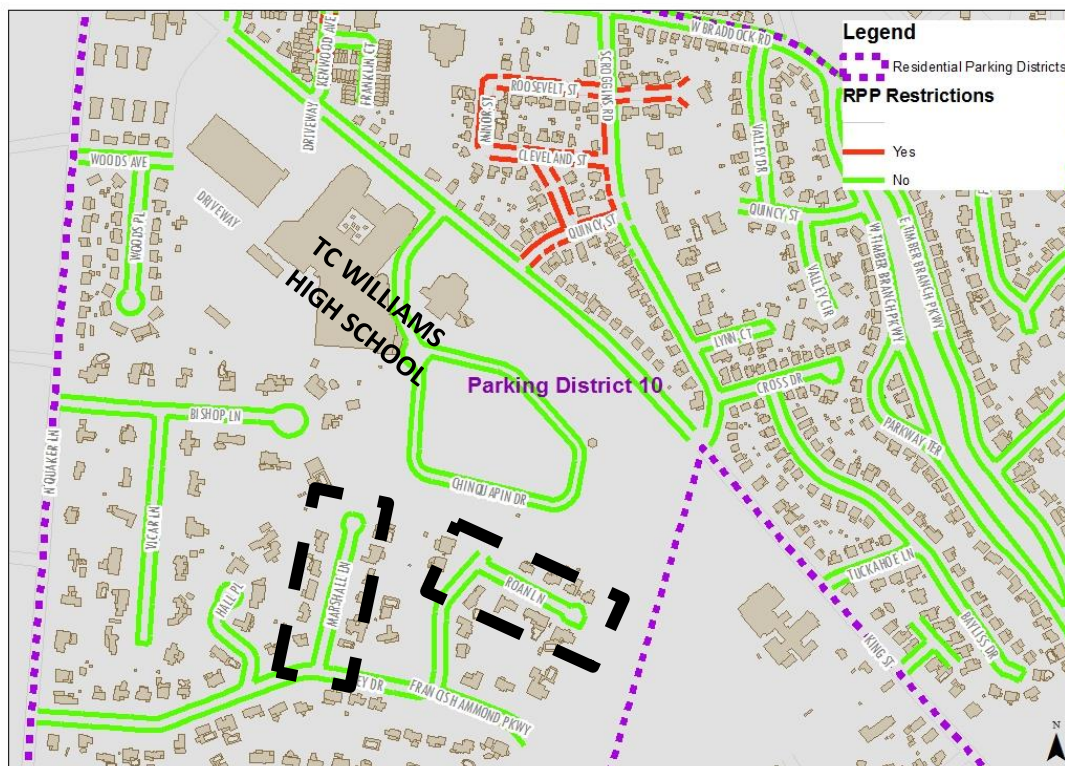 Legend
Residential Parking Districts
RPP Restrictions
Yes
No
W BRADDOCK RD
KENWOOD AVE
FRANKLIN CT
DRIVEWAY
SCROGGINS RD
ROOSEVELT ST
MINOR ST
CLEVELAND ST
QUINCY ST
VALLEY DR
QUINCY ST
VALLEY CIR
W TIMBER BRANCH PKWY
E TIMBER BRANCH PKWY
WOODS AVE
WOODS PL
DRIVEWAY
TC WILLIAMS
HIGH SCHOOL
LYNN CT
CROSS DR
PARKWAY TER
Parking District 10
N QUAKER LN
BISHOP LN
VICAR LN
CHINQUAPIN DR
HALL PL
MARSHALL LN
ROAN LN
TUCKAHOE LN
BAYLISS DR
KING ST
EY DR
FRANCIS HAMMOND PKWY
N